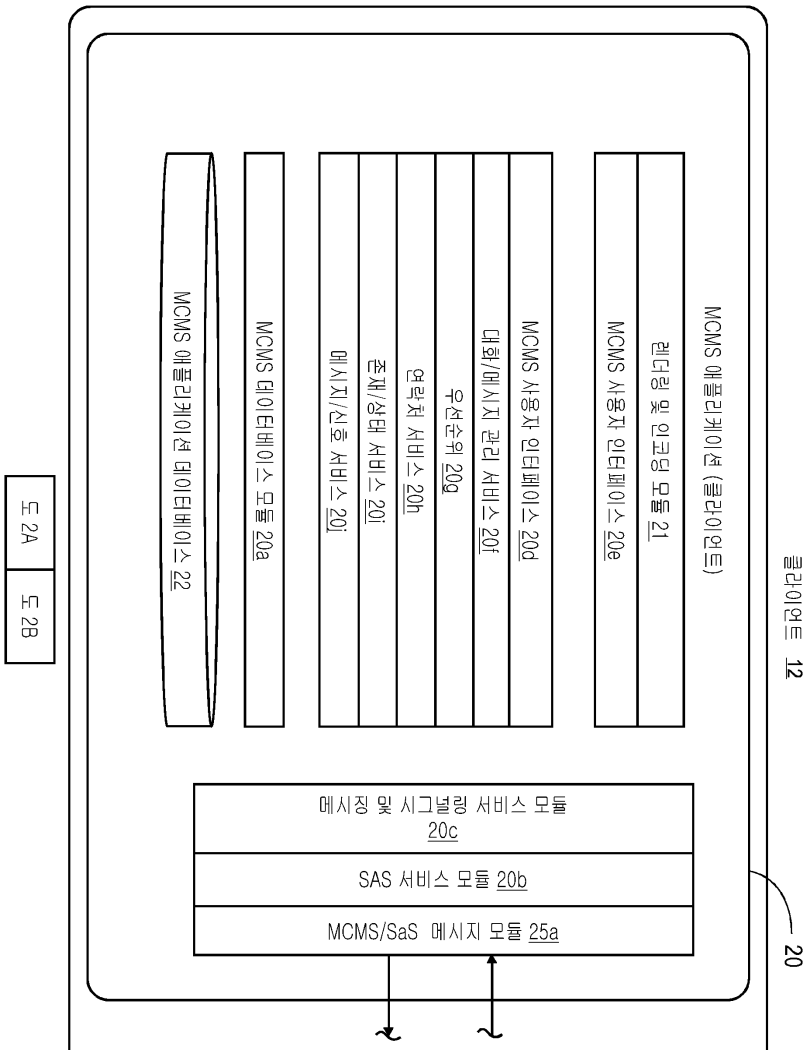 클라이언트 12
20
MCMS 애플리케이션 (클라이언트)
렌더링 및 인코딩 모듈 21
MCMS 사용자 인터페이스 20e
MCMS 사용자 인터페이스 20d
대화/메시지 관리 서비스 20f
우선순위 20g
연락처 서비스 20h
존재/상태 서비스 20i
메시지/신호 서비스 20j
MCMS 데이터베이스 모듈 20a
MCMS 애플리케이션 데이터베이스 22
메시징 및 시그널링 서비스 모듈
20c
SAS 서비스 모듈 20b
MCMS/SaS 메시지 모듈 25a
도 2A
도 2B